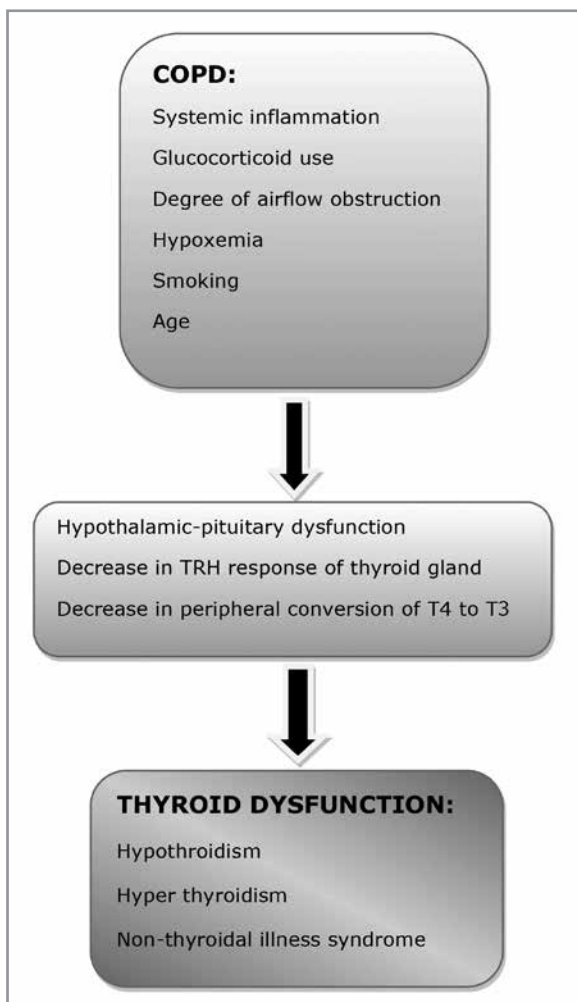 COPD:
Systemic inflammation
Glucocorticoid use
Degree of airflow obstruction
Hypoxemia
Smoking
Age
Hypothalamic-pituitary dysfunction
Decrease in TRH response of thyroid gland
Decrease in peripheral conversion of T4 to T3
THYROID DYSFUNCTION:
Hypothroidism
Hyper thyroidism
Non-thyroidal illness syndrome